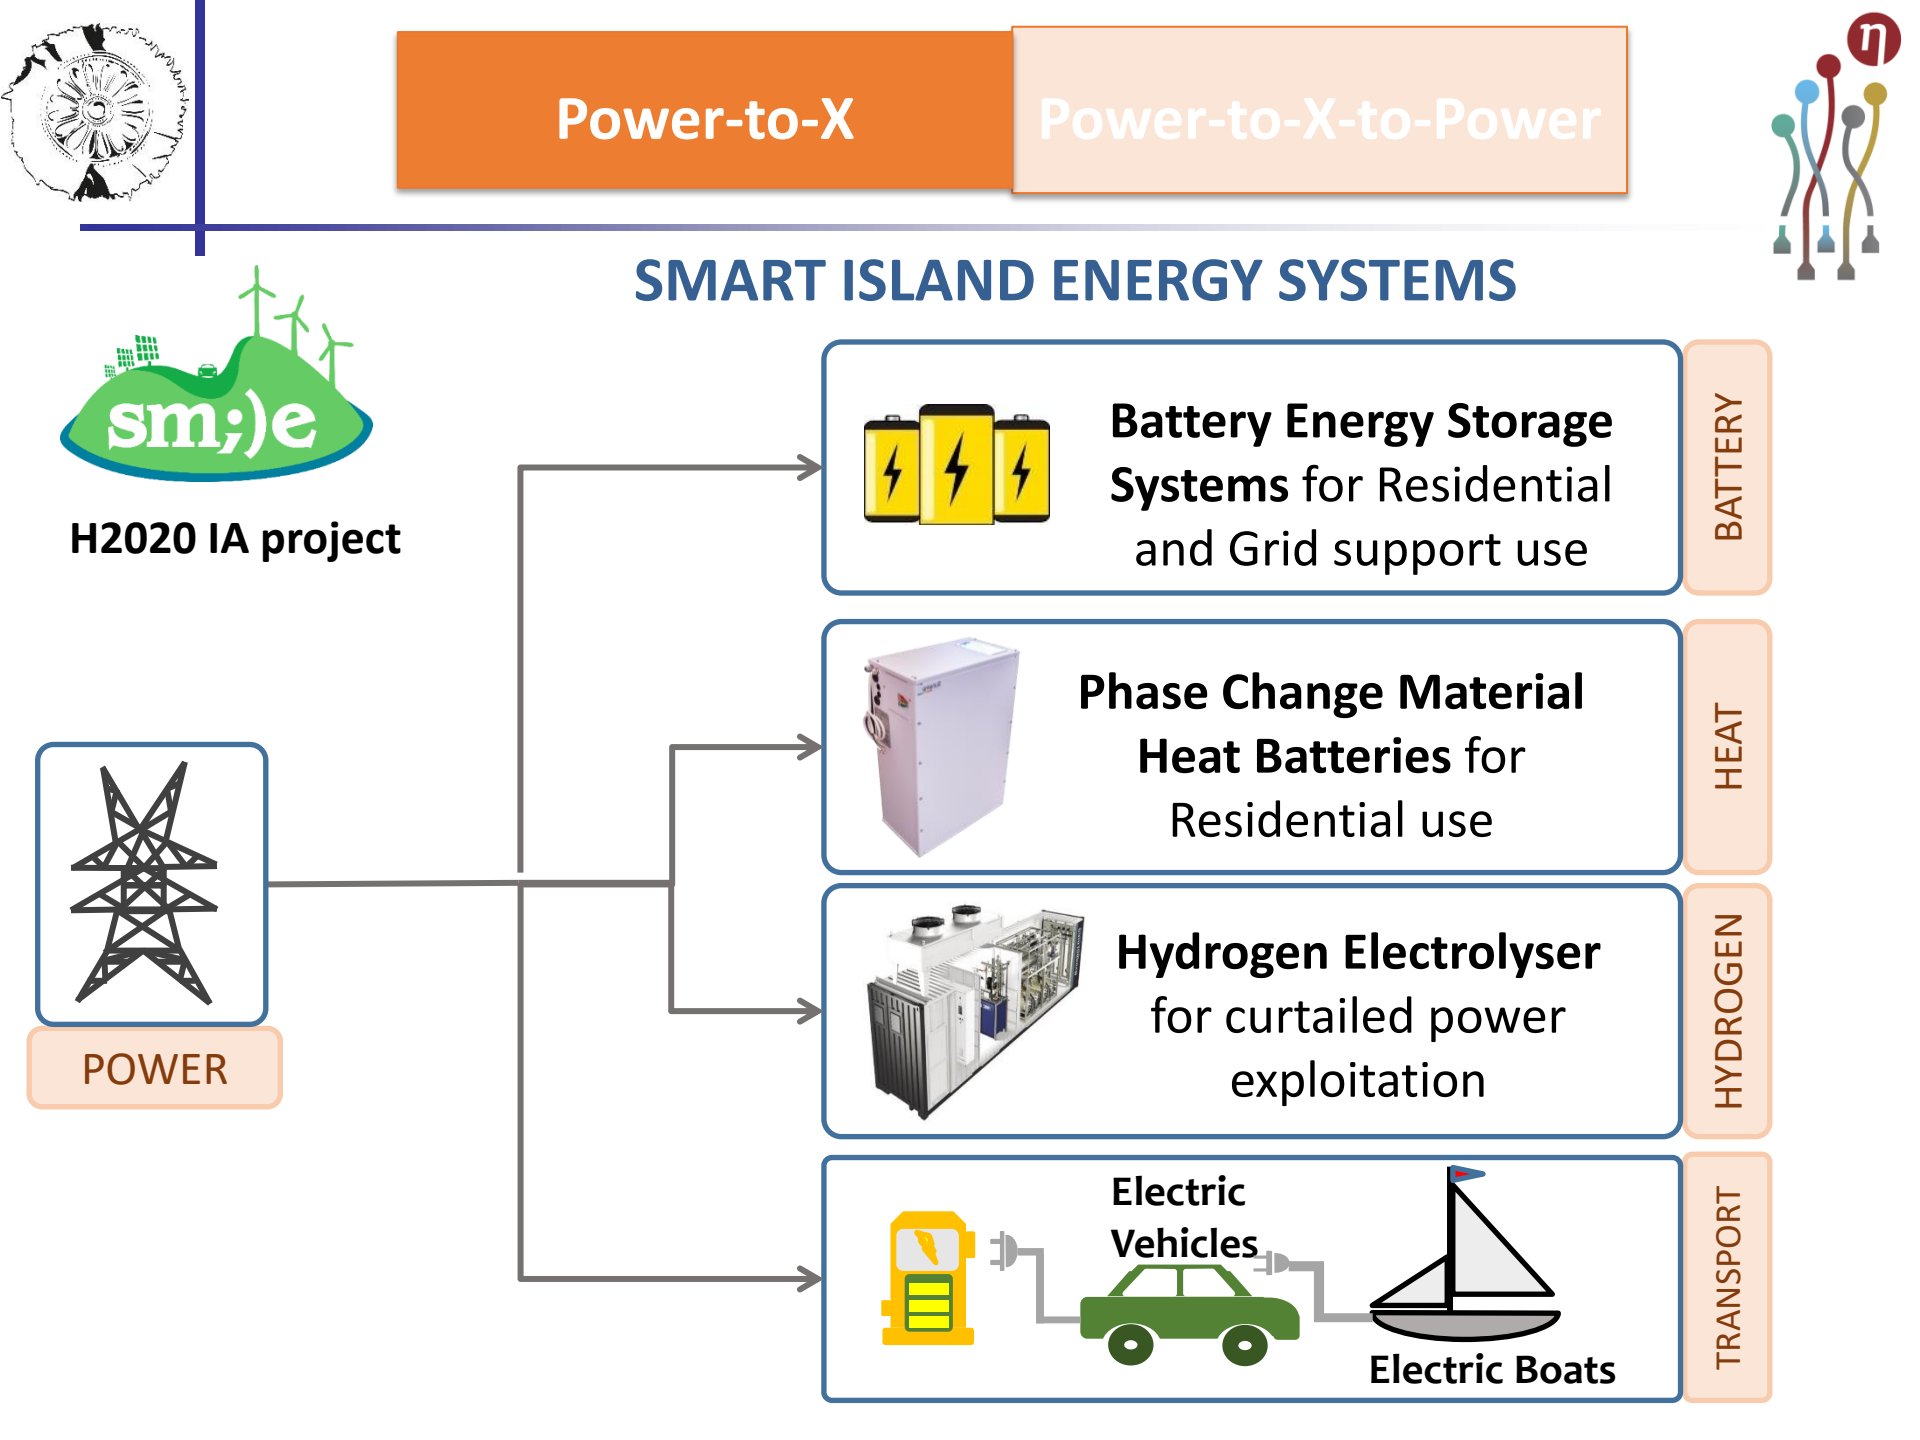 Power-to-X
Power-to-X-to-Power
η
SMART ISLAND ENERGY SYSTEMS
sm;)e
H2020 IA project
Battery Energy Storage
Systems for Residential
and Grid support use
BATTERY
Phase Change Material
Heat Batteries for
Residential use
HEAT
POWER
Hydrogen Electrolyser
for curtailed power
exploitation
HYDROGEN
Electric
Vehicles
Electric Boats
TRANSPORT